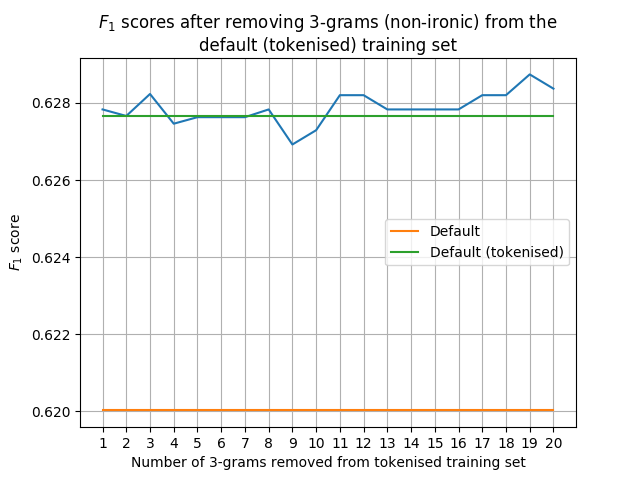 F1 scores after removing 3-grams (non-ironic) from the
default (tokenised) training set
0.628
0.626
0.624
0.622
0.620
F1 score
Default
Default (tokenised)
1 2 3 4 5 6 7 8 9 10 11 12 13 14 15 16 17 18 19 20
Number of 3-grams removed from tokenised training set